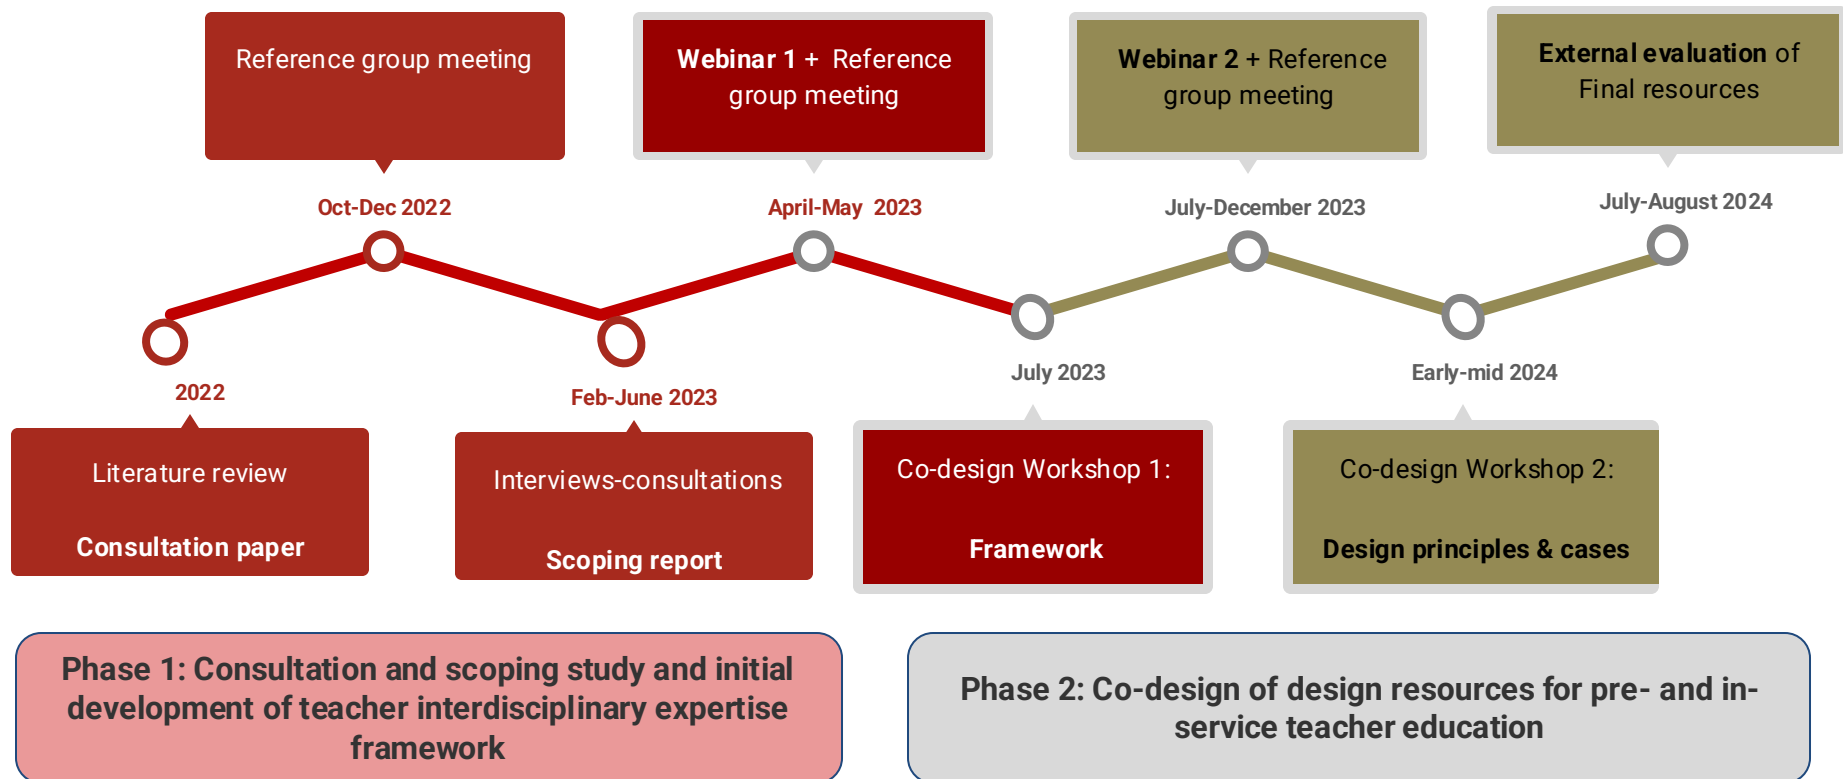 Reference group meeting
Webinar 1 + Reference
group meeting
Webinar 2 + Reference
group meeting
External evaluation of
Final resources
Oct-Dec 2022
April-May 2023
July-December 2023
July-August 2024
2022
Feb-June 2023
July 2023
Early-mid 2024
Literature review
Consultation paper
Interviews-consultations
Scoping report
Co-design Workshop 1:
Framework
Co-design Workshop 2:
Design principles & cases
Phase 1: Consultation and scoping study and initial
development of teacher interdisciplinary expertise
framework
Phase 2: Co-design of design resources for pre- and in-
service teacher education